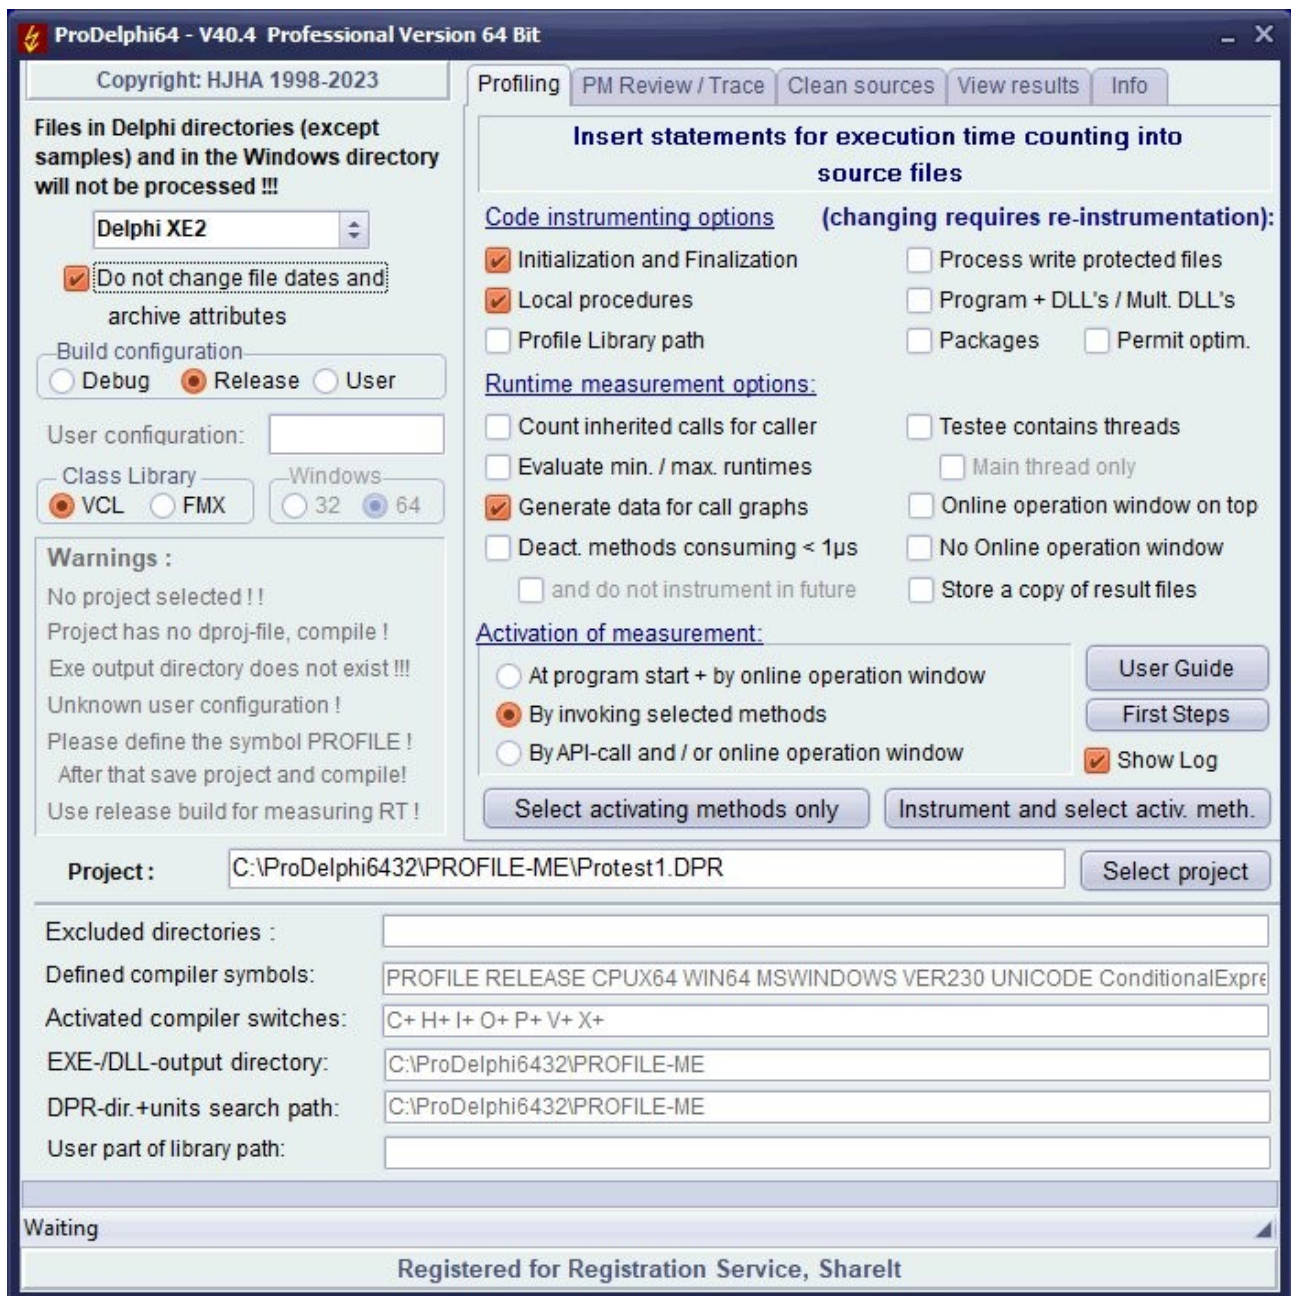 ProDelphi64 - V40.4  Professional Version 64 Bit
Copyright: HJHA 1998-2023
Files in Delphi directories (except
samples) and in the Windows directory
will not be processed !!!
Delphi XE2
Do not change file dates and
archive attributes
Build configuration
Debug Release User
User configuration:
Class Library Windows
VCL FMX 32 64
Warnings :
No project selected ! !
Project has no dproj-file, compile !
Exe output directory does not exist !!!
Unknown user configuration !
Please define the symbol PROFILE !
After that save project and compile!
Use release build for measuring RT !
Profiling PM Review / Trace Clean sources View results Info
Insert statements for execution time counting into
source files
Code instrumenting options (changing requires re-instrumentation):
Initialization and Finalization Process write protected files
Local procedures Program + DLL's / Mult. DLL's
Profile Library path Packages Permit optim.
Runtime measurement options:
Count inherited calls for caller Testee contains threads
Evaluate min. / max. runtimes Main thread only
Generate data for call graphs Online operation window on top
Deact. methods consuming < 1µs No Online operation window
and do not instrument in future Store a copy of result files
Activation of measurement:
At program start + by online operation window
By invoking selected methods
By API-call and / or online operation window
User Guide
First Steps
Show Log
Select activating methods only Instrument and select activ. meth.
Project : C:\ProDelphi6432\PROFILE-ME\Protest1.DPR Select project
Excluded directories :
Defined compiler symbols: PROFILE RELEASE CPUX64 WIN64 MSWINDOWS VER230 UNICODE ConditionalExpre
Activated compiler switches: C+ H+ I+ O+ P+ V+ X+
EXE-/DLL-output directory: C:\ProDelphi6432\PROFILE-ME
DPR-dir.+units search path: C:\ProDelphi6432\PROFILE-ME
User part of library path:
Waiting
Registered for Registration Service, ShareIt